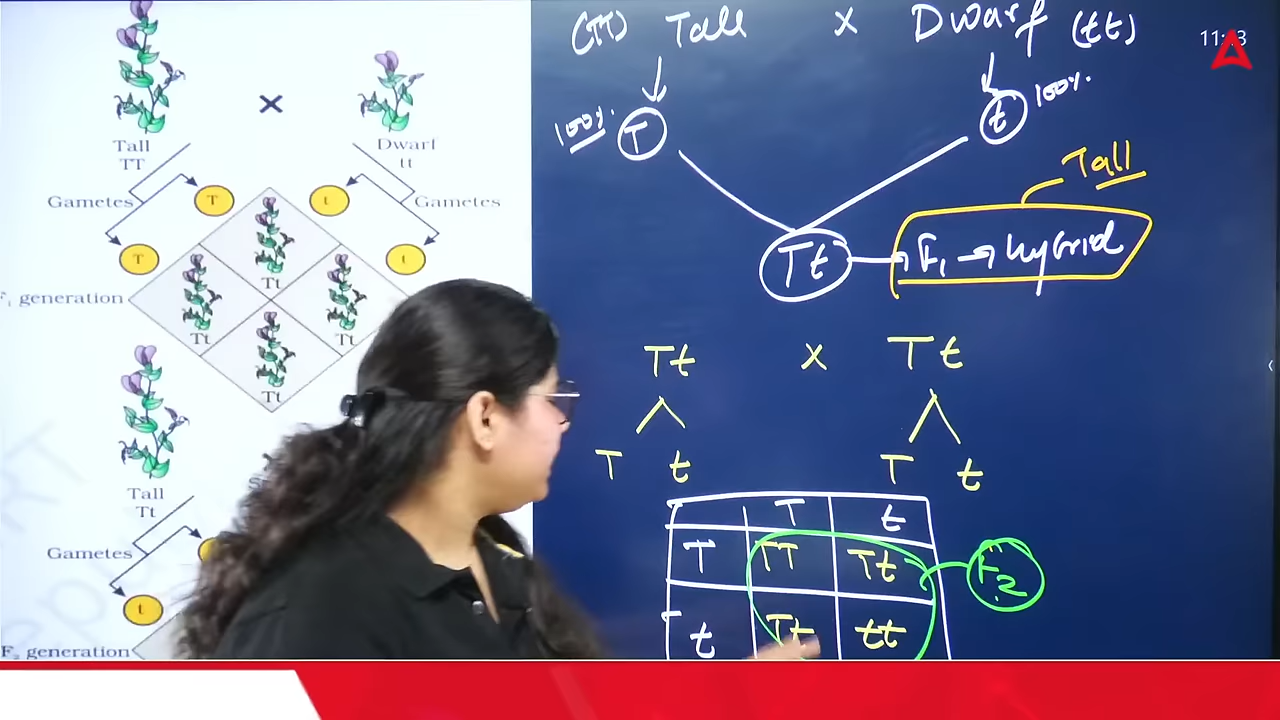 Tall
TT
Dwarf
tt
Gametes
T
t
Gametes
T
t
Tt
F₁ generation
Tt
Tt
Tt
Tall
Tt
Gametes
t
F₂ generation
(TT) Tall x Dwarf (tt)
100%. T
t 100%.
Tall
Tt → F₁ → hybrid
Tt x Tt
T t T t
T t
T TT Tt F2
t Tt tt